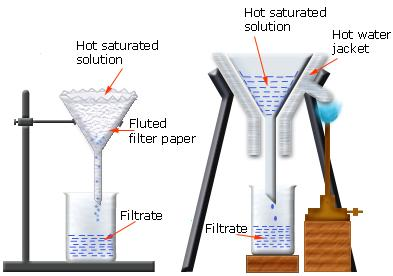 Hot saturated
solution
Fluted
filter paper
Filtrate
Hot saturated
solution
Hot water
jacket
Filtrate